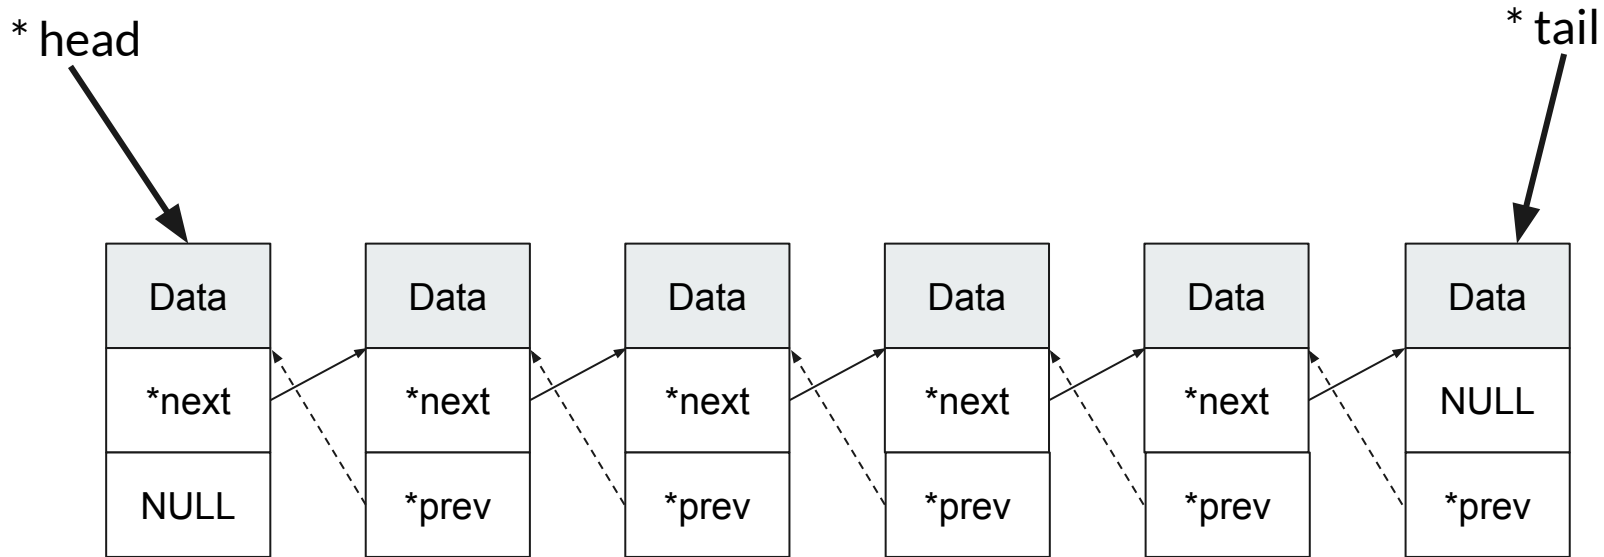 * head
* tail
Data Data Data Data Data Data
*next *next *next *next *next NULL
NULL *prev *prev *prev *prev *prev